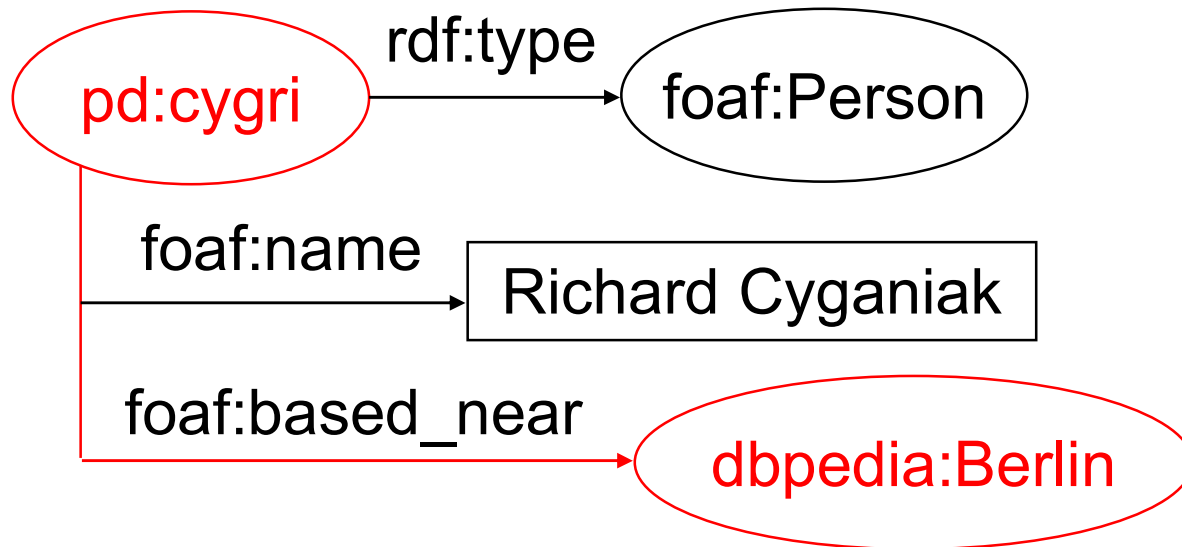 rdf:type
pd:cygri
foaf:Person
foaf:name
Richard Cyganiak
foaf:based_near
dbpedia:Berlin